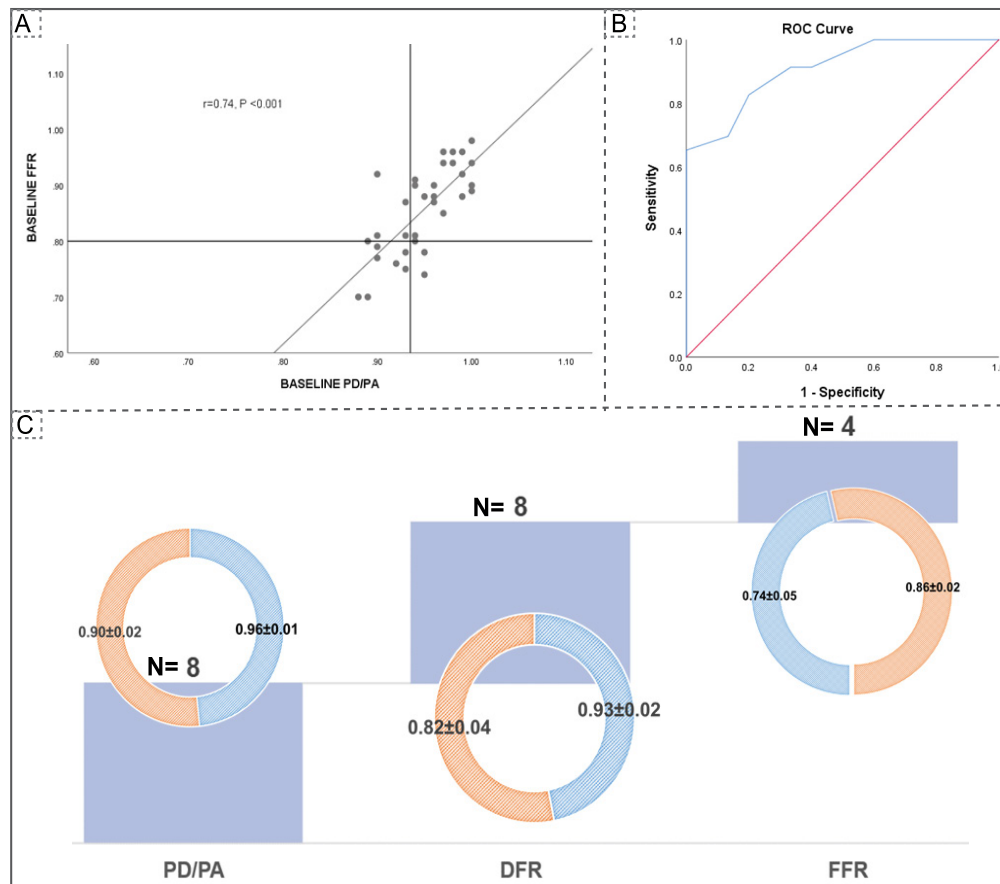 A
r=0.74, P <0.001
BASELINE FFR
1.10
1.00
.90
.80
.70
.60
.60
.70
.80
.90
1.00
1.10
BASELINE PD/PA
B
ROC Curve
Sensitivity
1.0
0.8
0.6
0.4
0.2
0.0
0.0
0.2
0.4
0.6
0.8
1.
1 - Specificity
C
N= 8
0.90±0.02
0.96±0.01
N= 8
0.82±0.04
0.93±0.02
N= 4
0.74±0.05
0.86±0.02
PD/PA
DFR
FFR